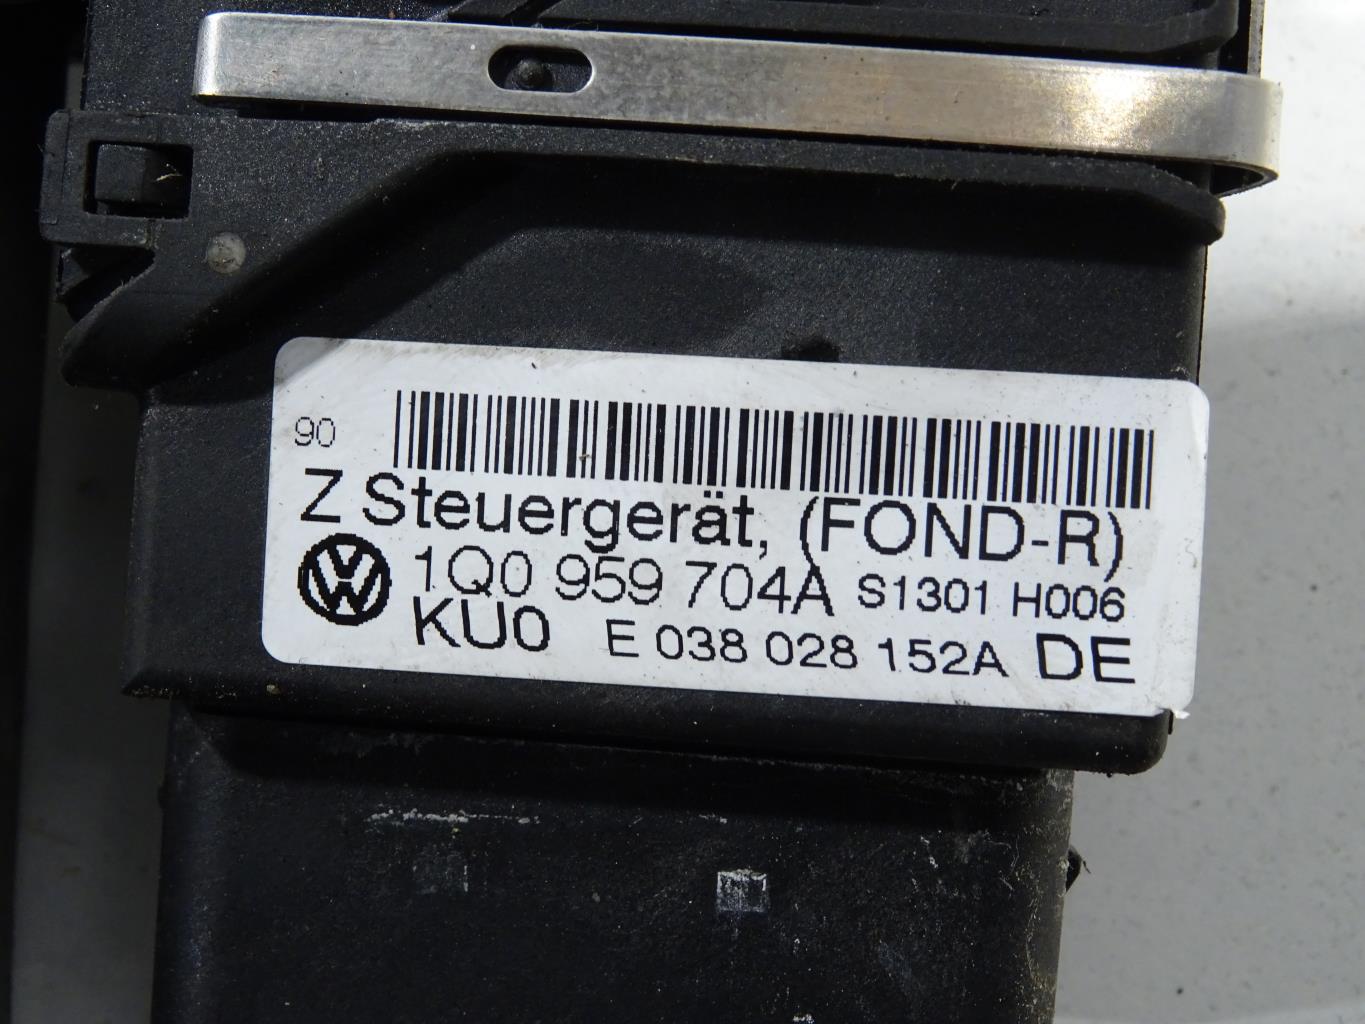 90
Z Steuergerät, (FOND-R)
1Q0 959 704A S1301 H006
KU0 E 038 028 152A DE